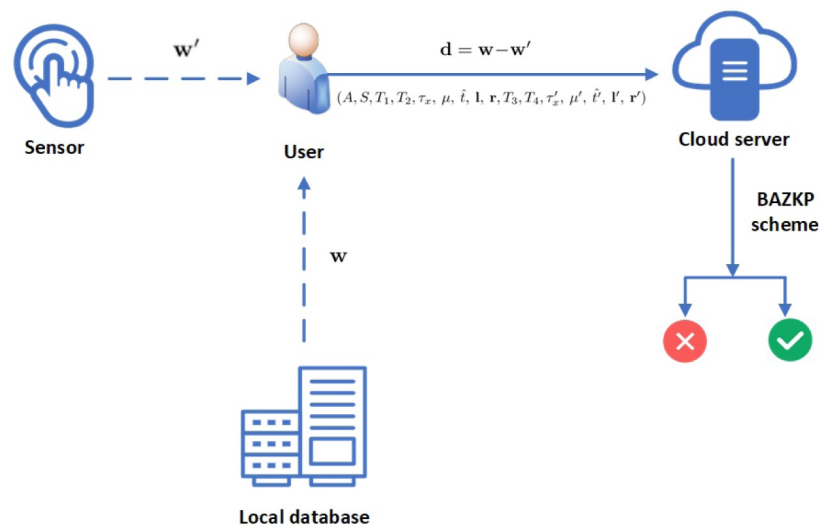 w′
d = w−w′
(A, S, T₁, T₂, τₓ, μ, t̂, l, r, T₃, T₄, τ′ₓ, μ′, t̂′, l′, r′)
Sensor
User
Cloud server
BAZKP
scheme
w
Local database